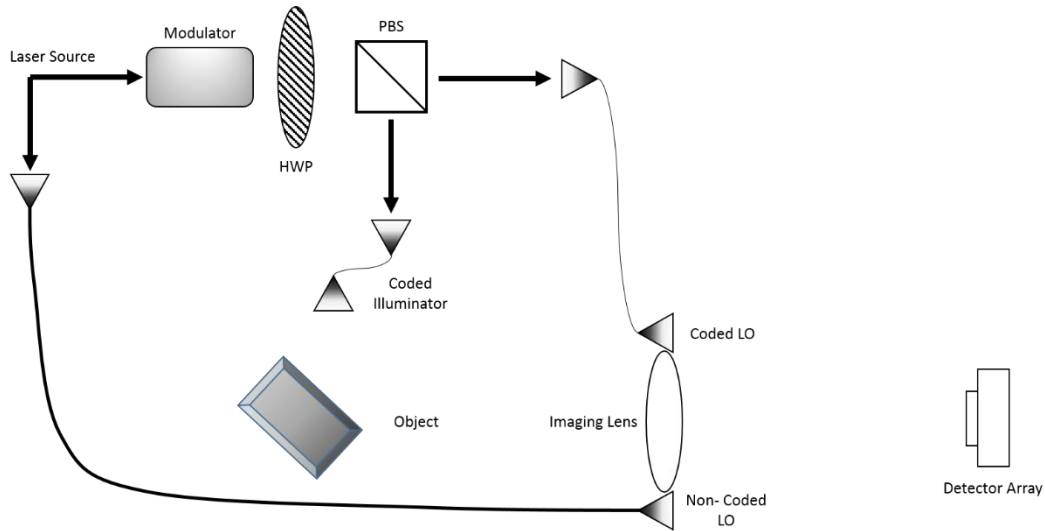 Modulator
PBS
Laser Source
HWP
Coded
Illuminator
Coded LO
Object
Imaging Lens
Detector Array
Non- Coded
LO